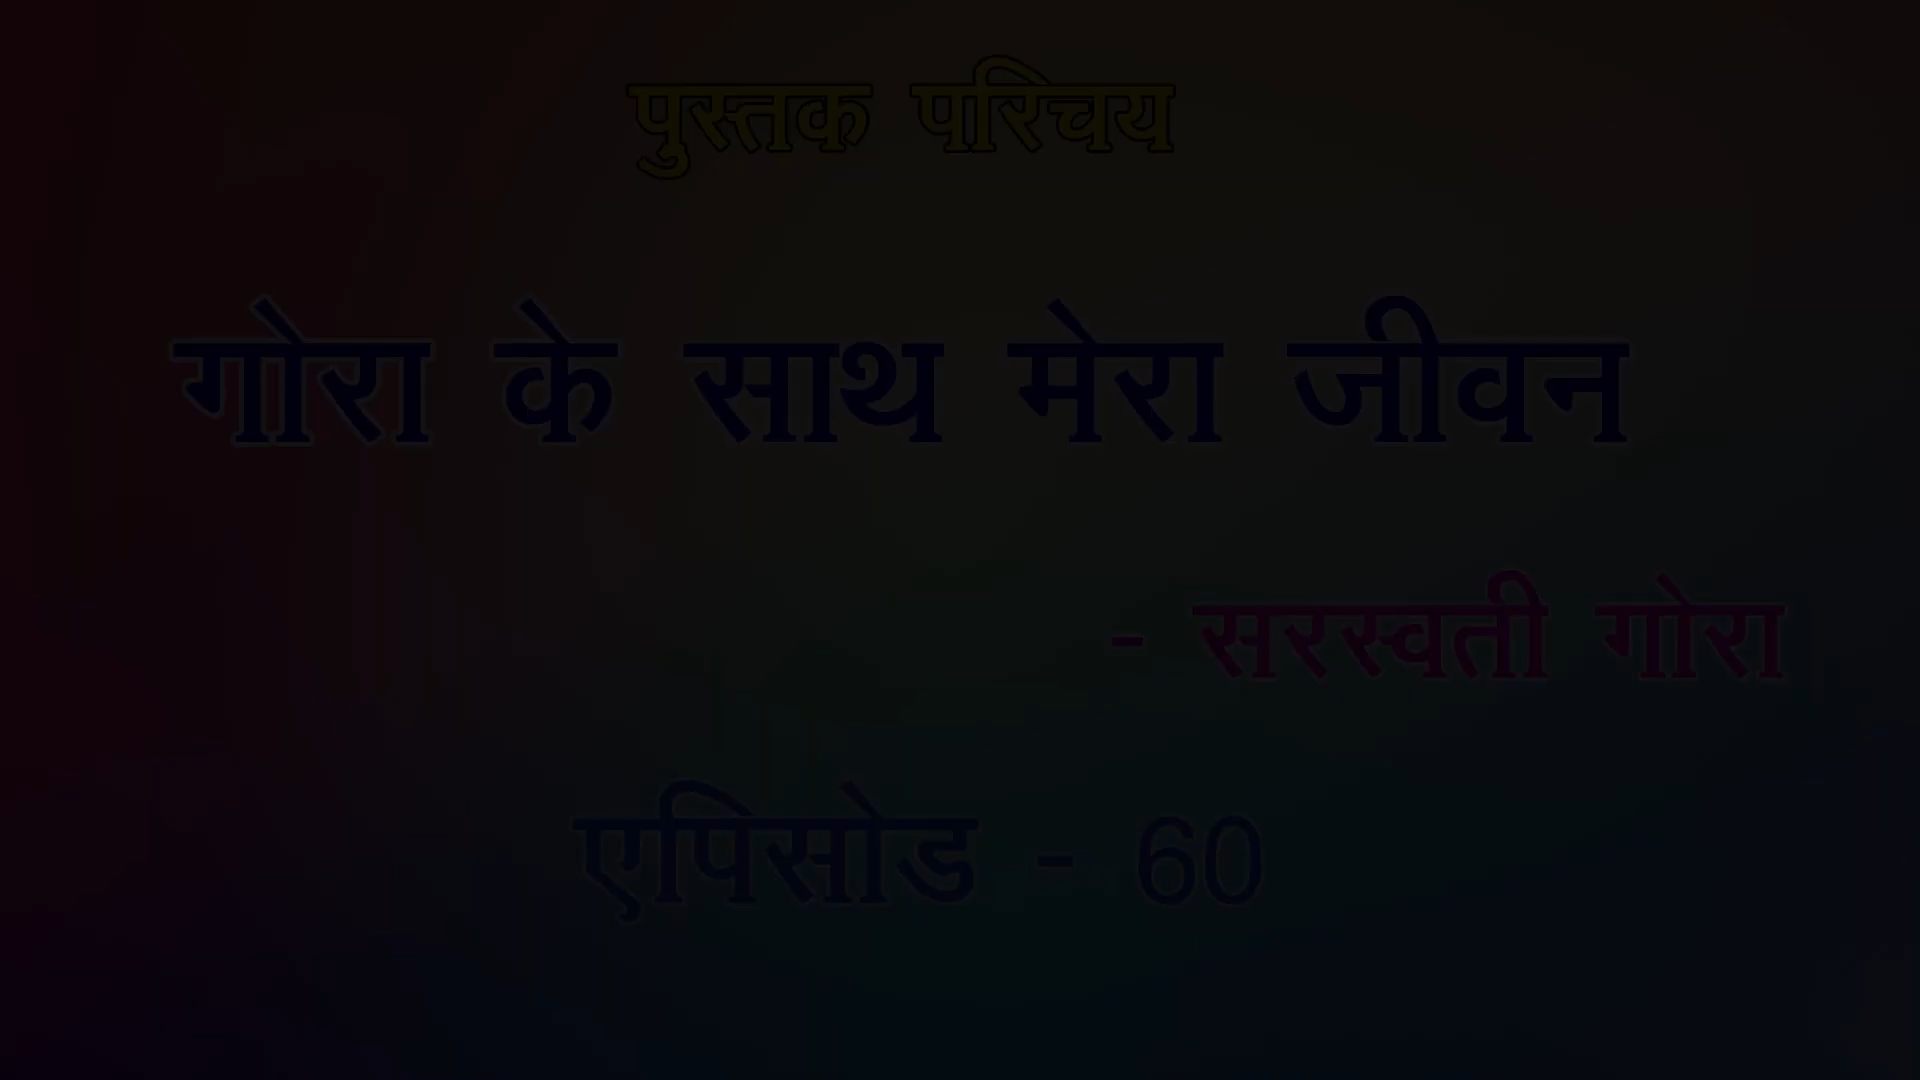 पुस्तक परिचय
गोरा के साथ मेरा जीवन
- सरस्वती गोरा
एपिसोड - 60